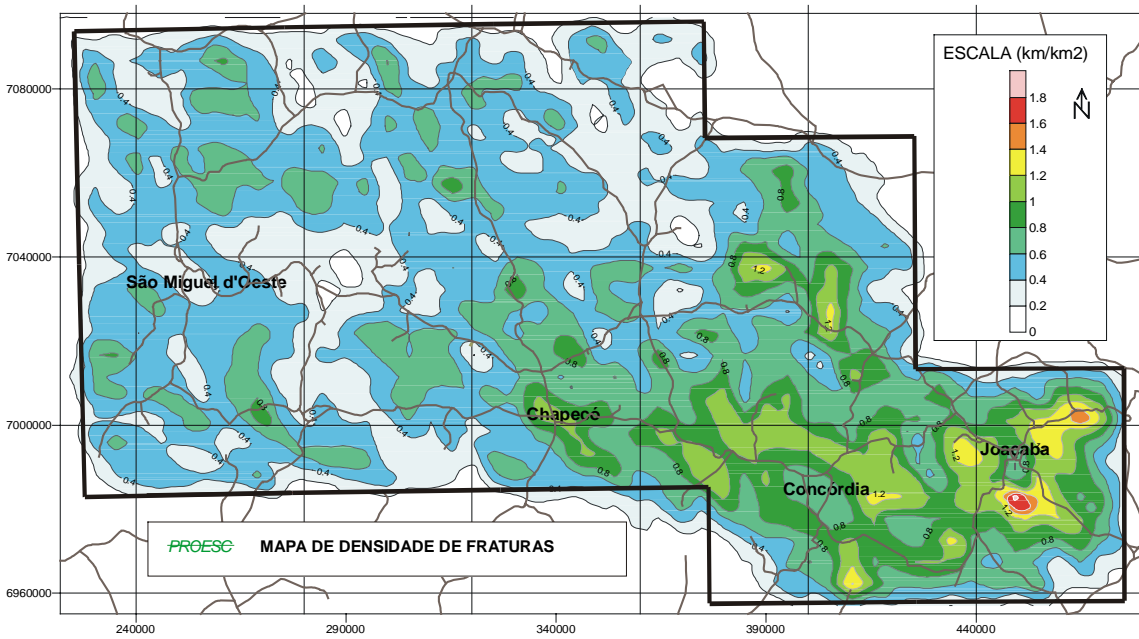 ESCALA (km/km2)
1.8
1.6
1.4
1.2
1
0.8
0.6
0.4
0.2
0
N
7080000
7040000
7000000
6960000
São Miguel d'Oeste
Chapecó
Joaçaba
Concórdia
PROESC MAPA DE DENSIDADE DE FRATURAS
240000 290000 340000 390000 440000